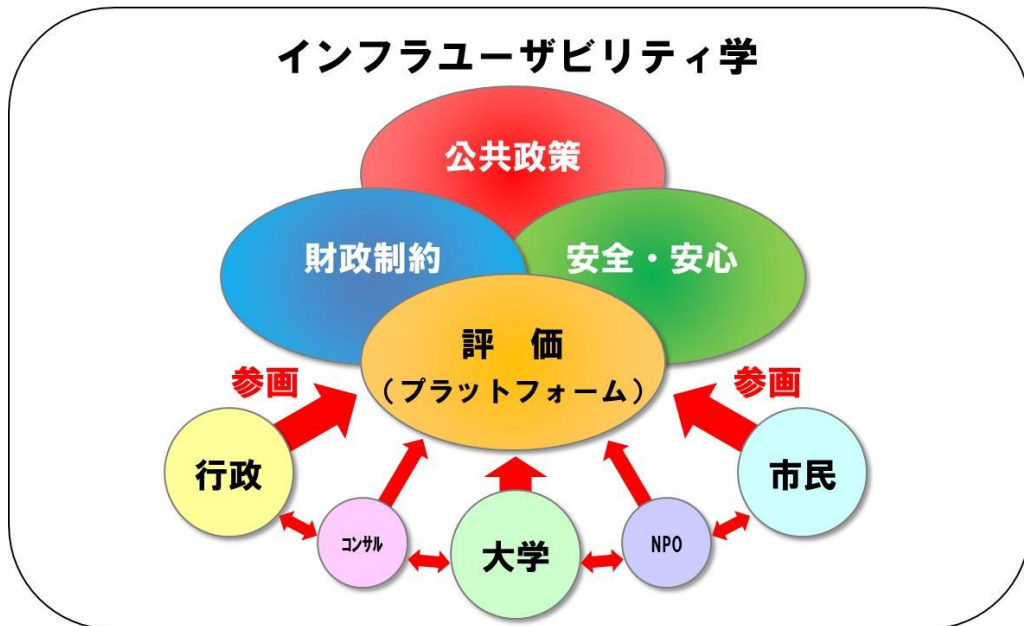 インフラユーザビリティ学
公共政策
財政制約
安全・安心
評　価
（プラットフォーム）
参画
参画
行政
市民
コンサル
大学
NPO